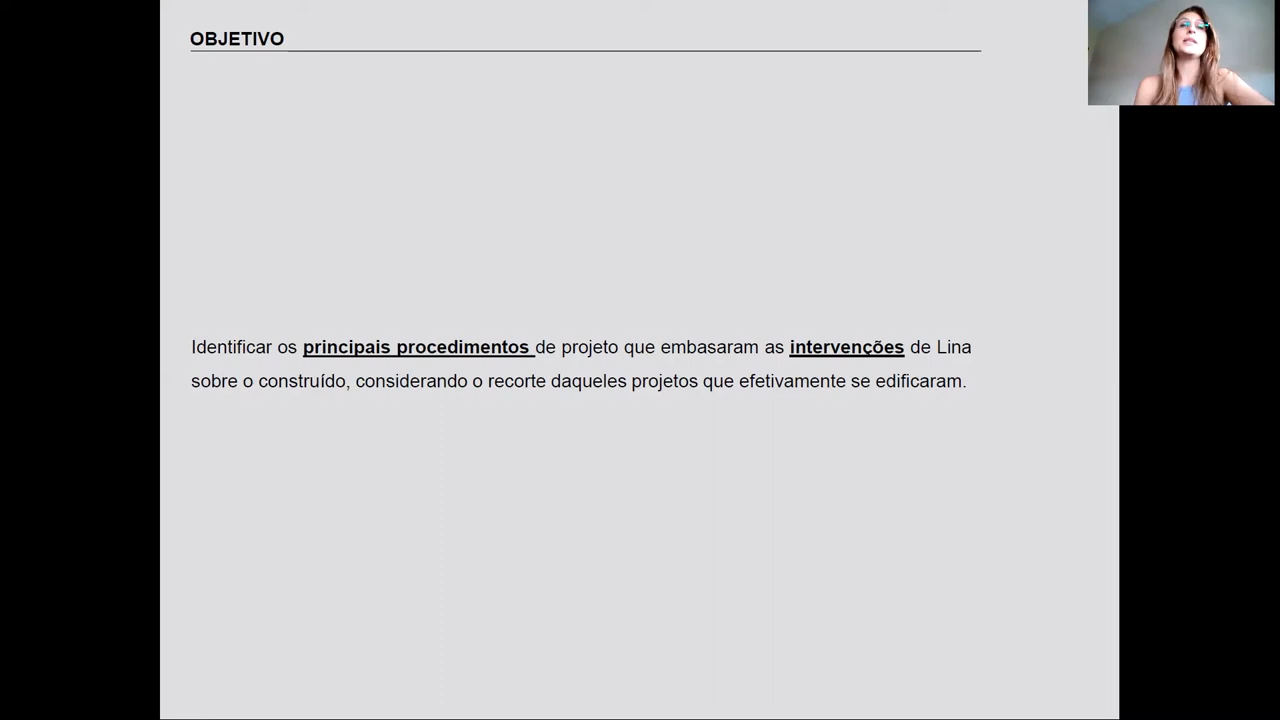 OBJETIVO
Identificar os principais procedimentos de projeto que embasaram as intervenções de Lina
sobre o construído, considerando o recorte daqueles projetos que efetivamente se edificaram.